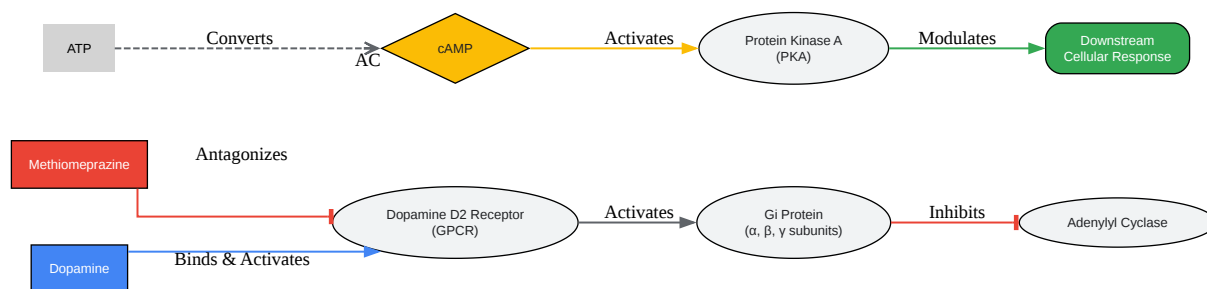 ATP
Converts
AC
cAMP
Activates
Protein Kinase A
(PKA)
Modulates
Downstream
Cellular Response
Methiomeprazine
Antagonizes
Dopamine D2 Receptor
(GPCR)
Activates
Gi Protein
(α, β, γ subunits)
Inhibits
Adenylyl Cyclase
Dopamine
Binds & Activates